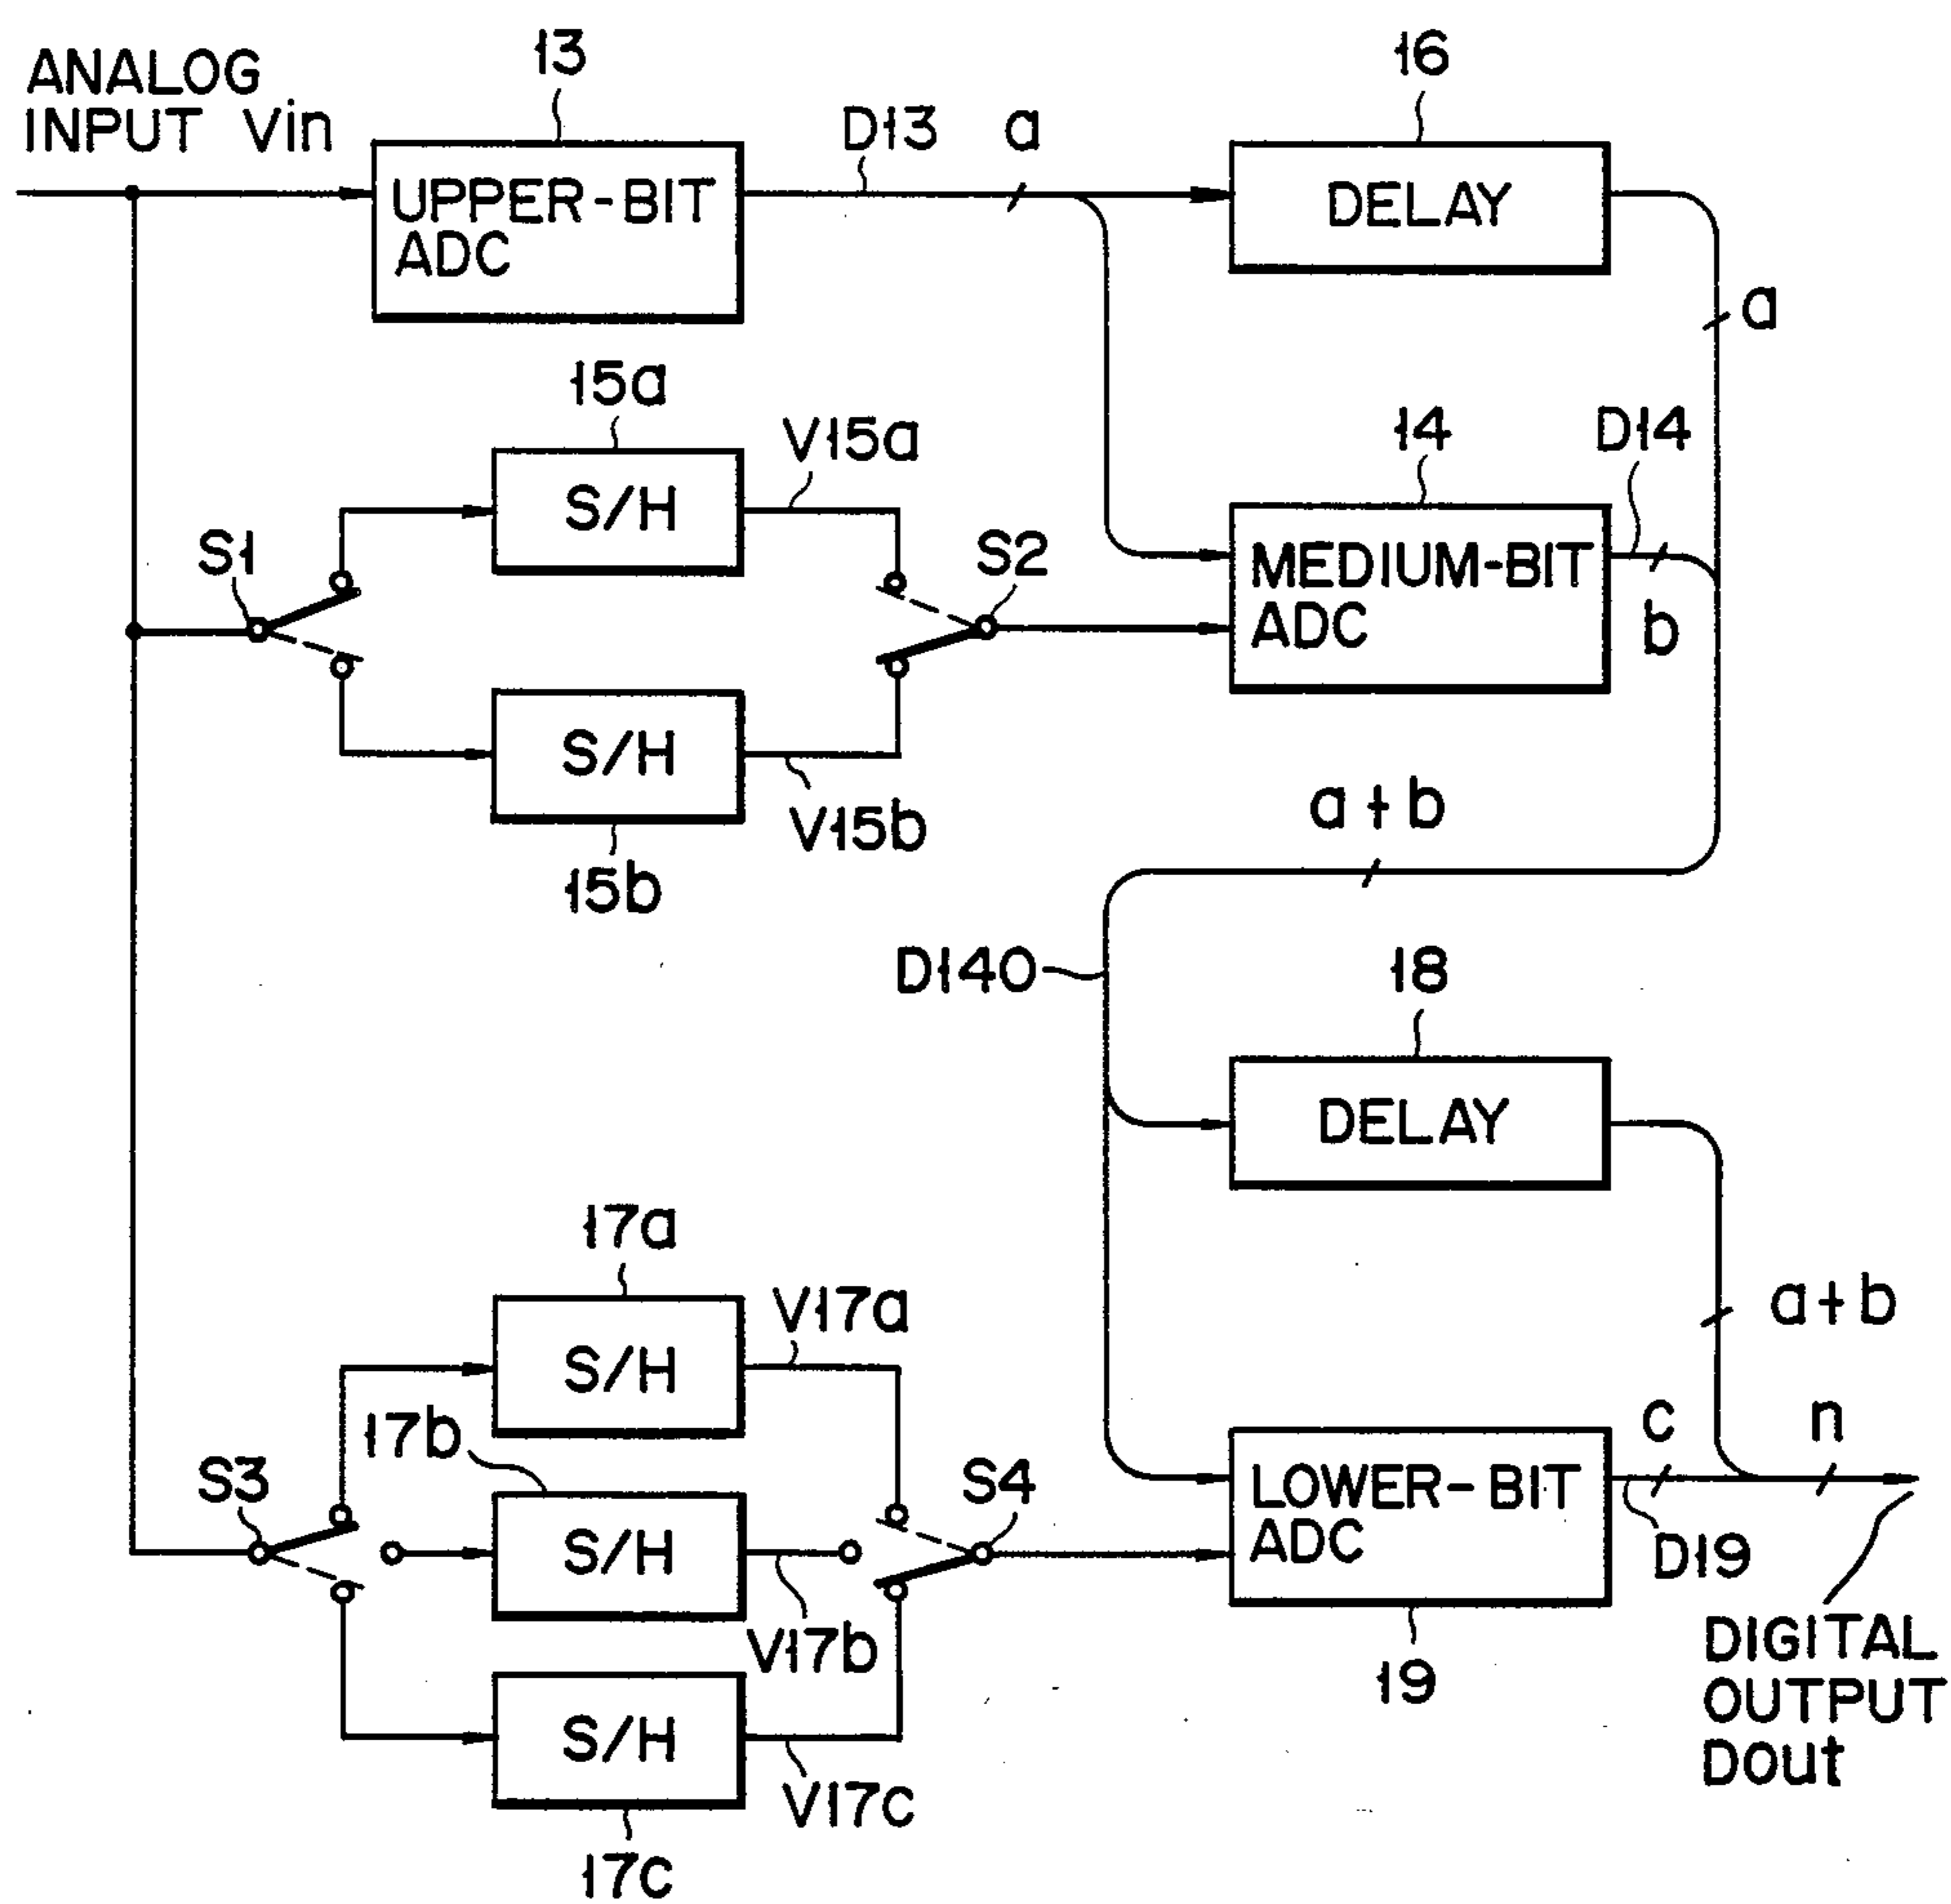 13
16
ANALOG
INPUT Vin
D13
a
UPPER-BIT
ADC
DELAY
a
15a
V15a
14
D14
S/H
S1
S2
MEDIUM-BIT
ADC
b
S/H
V15b
a+b
15b
D140
18
DELAY
17a
V17a
a+b
S/H
17b
c
n
S3
S4
LOWER-BIT
ADC
S/H
D19
V17b
19
DIGITAL
OUTPUT
Dout
S/H
V17c
17c